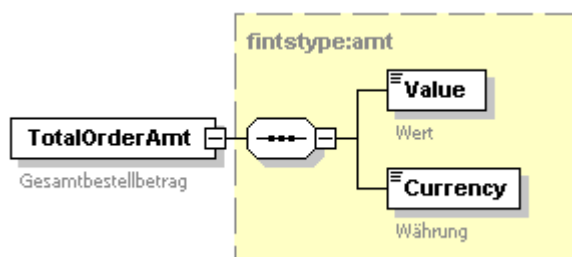 fintstype:amt
Value
Wert
TotalOrderAmt
Gesamtbestellbetrag
Currency
Währung